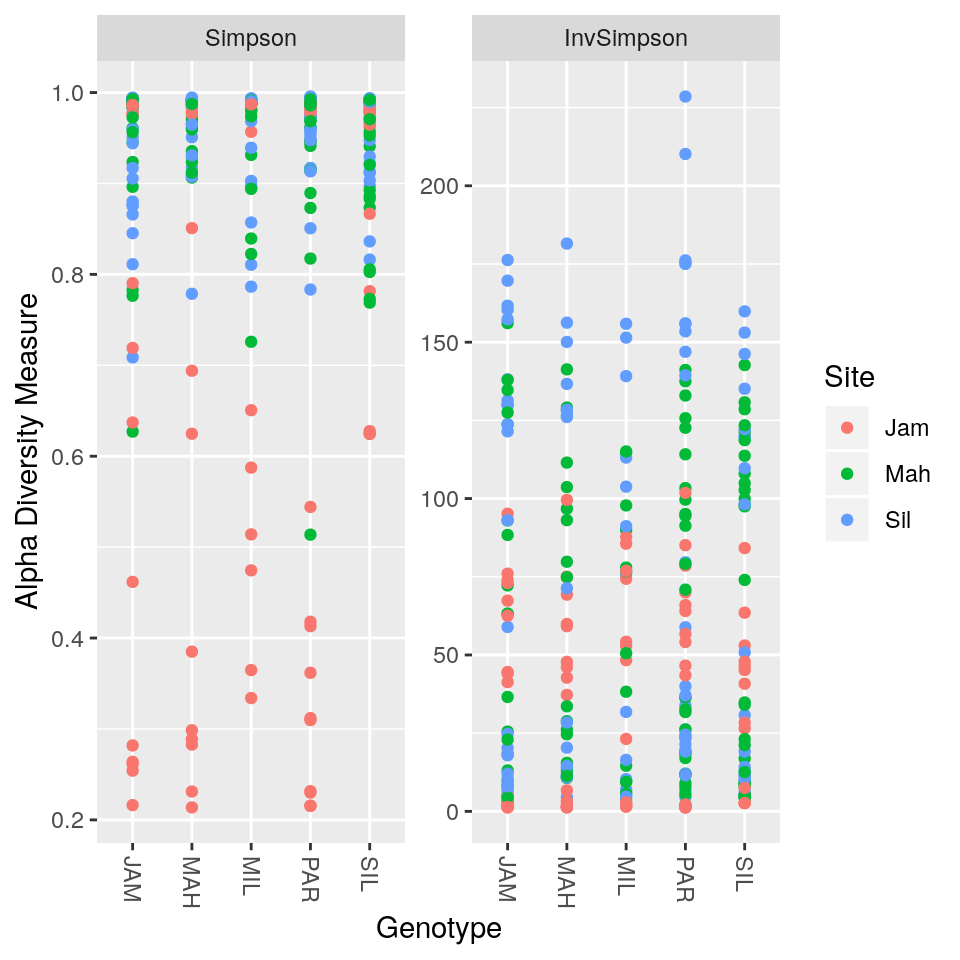 Simpson
InvSimpson
Alpha Diversity Measure
1.0
0.8
0.6
0.4
0.2
200
150
100
50
0
JAM
MAH
MIL
PAR
SIL
JAM
MAH
MIL
PAR
SIL
Genotype
Site
Jam
Mah
Sil